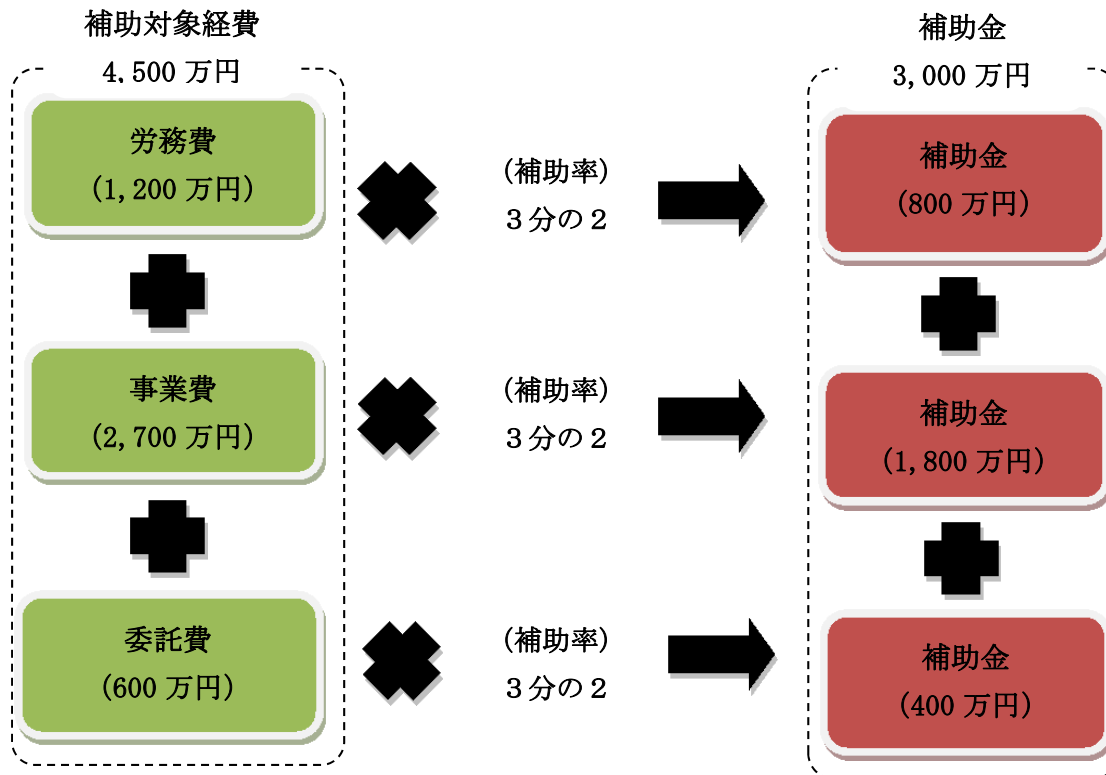 補助対象経費
4,500 万円
労務費
(1,200 万円)
(補助率)
3分の2
補助金
3,000 万円
補助金
(800 万円)
事業費
(2,700 万円)
(補助率)
3分の2
補助金
(1,800 万円)
委託費
(600 万円)
(補助率)
3分の2
補助金
(400 万円)